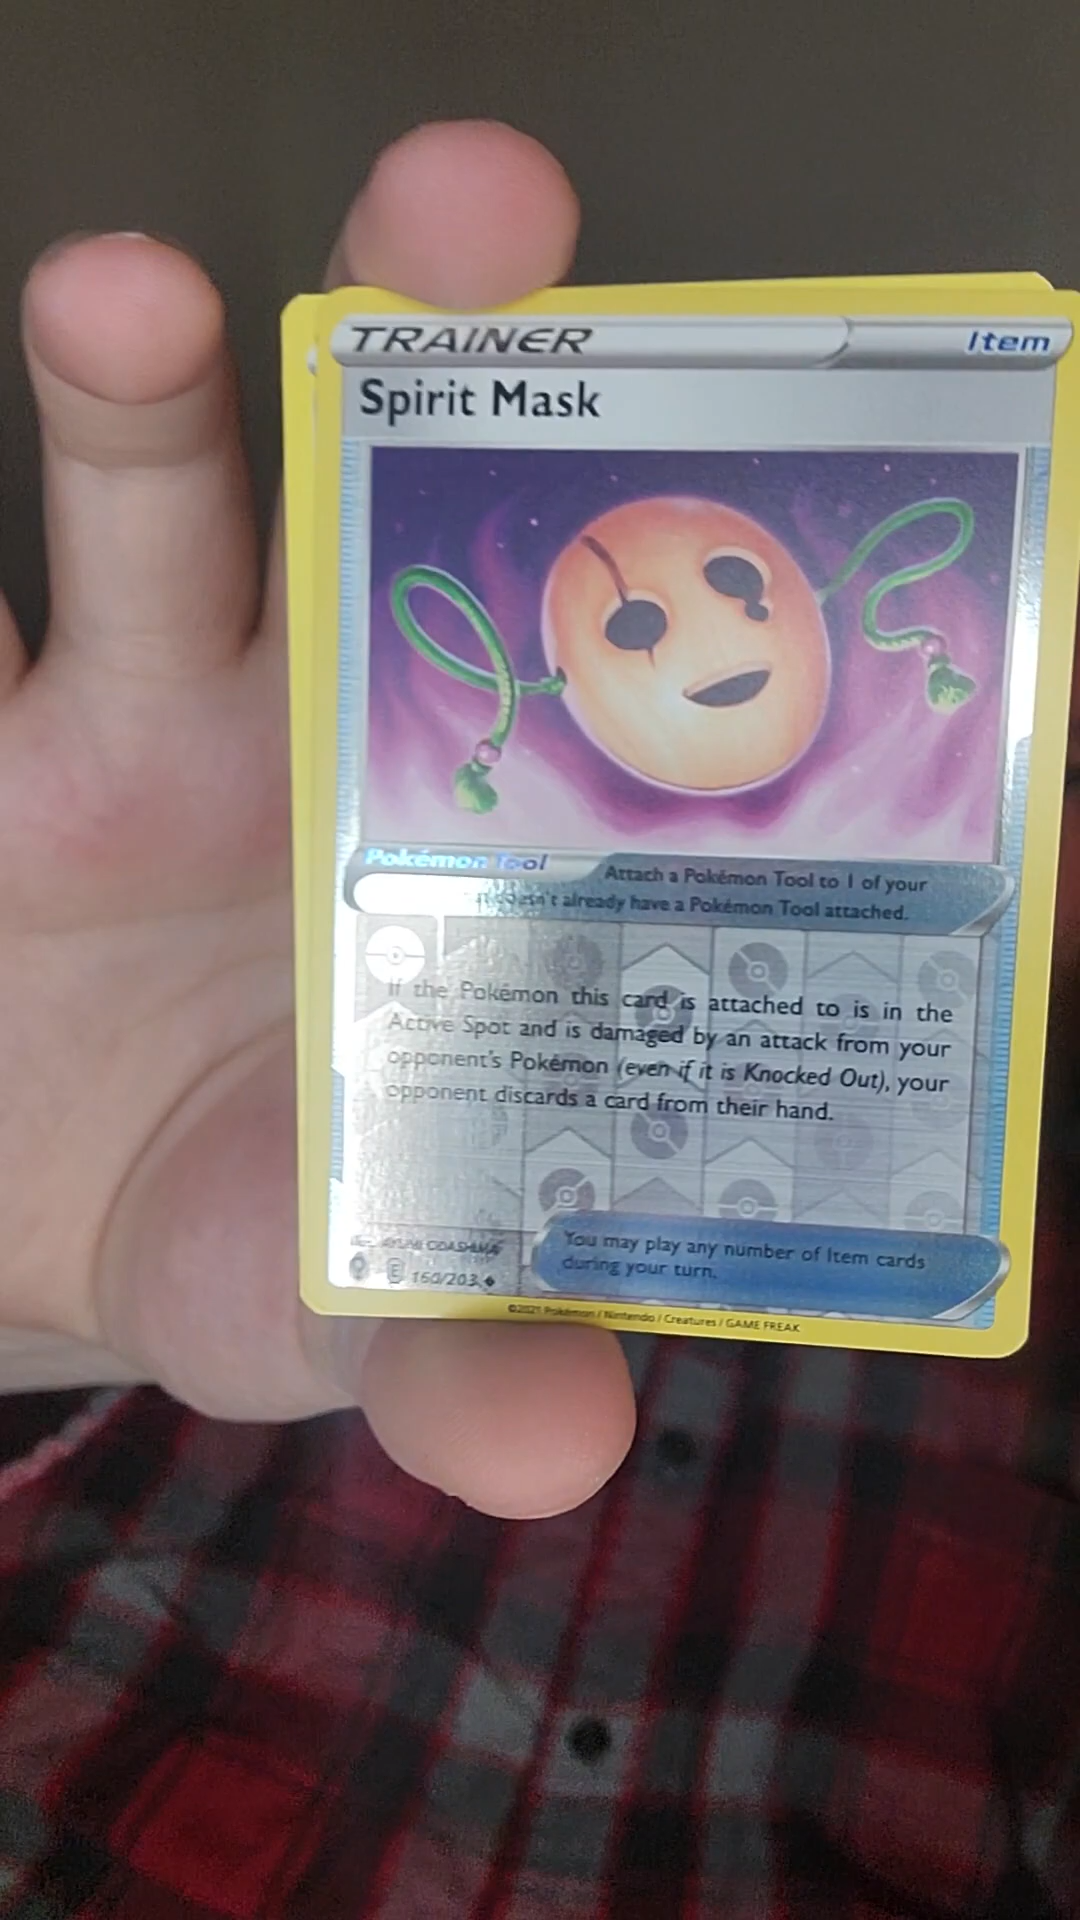 TRAINER Item
Spirit Mask
Pokémon Tool Attach a Pokémon Tool to 1 of your
already have a Pokémon Tool attached.
If the Pokémon this card is attached to is in the
Active Spot and is damaged by an attack from your
opponent's Pokémon (even if it is Knocked Out), your
opponent discards a card from their hand.
You may play any number of Item cards
during your turn.
E 160/203
©2021 Pokémon / Nintendo / Creatures / GAME FREAK